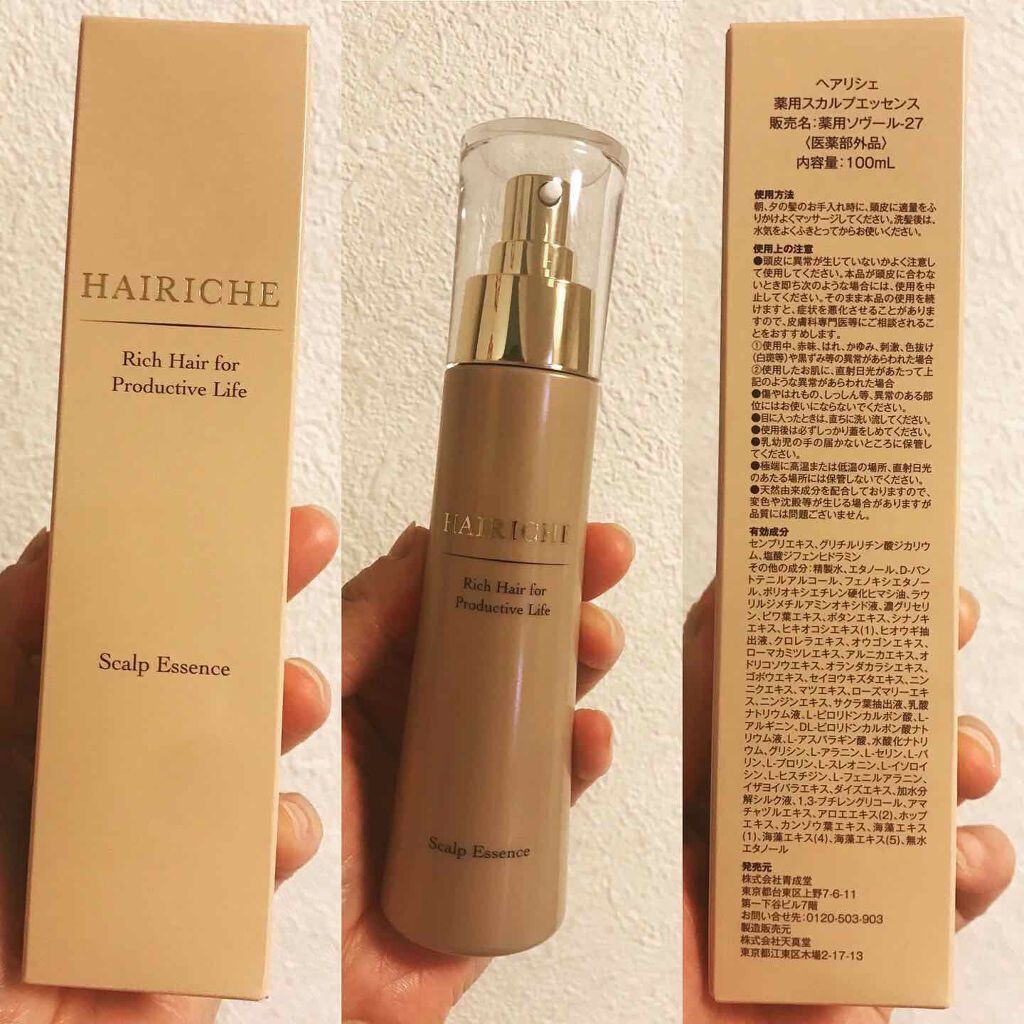 HAIRICHE
Rich Hair for
Productive Life
Scalp Essence
HAIRICHE
Rich Hair for
Productive Life
Scalp Essence
ヘアリシェ
薬用スカルプエッセンス
販売名:薬用ソヴール-27
〈医薬部外品〉
内容量:100mL
使用方法
朝、夕の髪のお手入れ時に、頭皮に適量をふ
りかけよくマッサージしてください。洗髪後は、
水気をよくふきとってからお使いください。
使用上の注意
●頭皮に異常が生じていないかよく注意し
て使用してください。本品が頭皮に合わな
いとき即ち次のような場合には、使用を中
止してください。そのまま本品の使用を続
けますと、症状を悪化させることがありま
すので、皮膚科専門医等にご相談されるこ
とをおすすめします。
①使用中、赤味、はれ、かゆみ、刺激、色抜け
(白斑等)や黒ずみ等の異常があらわれた場合
②使用したお肌に、直射日光があたって上
記のような異常があらわれた場合
●傷やはれもの、しっしん等、異常のある部
位にはお使いにならないでください。
●目に入ったときは、直ちに洗い流してください。
●使用後は必ずしっかり蓋をしめてください。
●乳幼児の手の届かないところに保管し
てください。
●極端に高温または低温の場所、直射日光
のあたる場所には保管しないでください。
●天然由来成分を配合しておりますので、
変色や沈殿等が生じる場合がありますが
品質には問題ございません。
有効成分
センブリエキス、グリチルリチン酸ジカリウ
ム、塩酸ジフェンヒドラミン
その他の成分:精製水、エタノール、D-パン
トテニルアルコール、フェノキシエタノー
ル、ポリオキシエチレン硬化ヒマシ油、ラウ
リルジメチルアミンオキシド液、濃グリセリ
ン、ビワ葉エキス、ボタンエキス、シナノキ
エキス、ヒキオコシエキス(1)、ヒオウギ抽
出液、クロレラエキス、オウゴンエキス、
ローマカミツレエキス、アルニカエキス、オ
ドリコソウエキス、オランダカラシエキス、
ゴボウエキス、セイヨウキズタエキス、ニン
ニクエキス、マツエキス、ローズマリーエキ
ス、ニンジンエキス、サクラ葉抽出液、乳酸
ナトリウム液、L-ピロリドンカルボン酸、L-
アルギニン、DL-ピロリドンカルボン酸ナト
リウム液、L-アスパラギン酸、水酸化ナトリ
ウム、グリシン、L-アラニン、L-セリン、L-バ
リン、L-プロリン、L-スレオニン、L-イソロイ
シン、L-ヒスチジン、L-フェニルアラニン、
イザヨイバラエキス、ダイズエキス、加水分
解シルク液、1,3-ブチレングリコール、アマ
チャヅルエキス、アロエエキス(2)、ホップ
エキス、カンゾウ葉エキス、海藻エキス
(1)、海藻エキス(4)、海藻エキス(5)、無水
エタノール
発売元
株式会社青成堂
東京都台東区上野7-6-11
第一下谷ビル7階
お問い合せ先:0120-503-903
製造販売元
株式会社天真堂
東京都江東区木場2-17-13